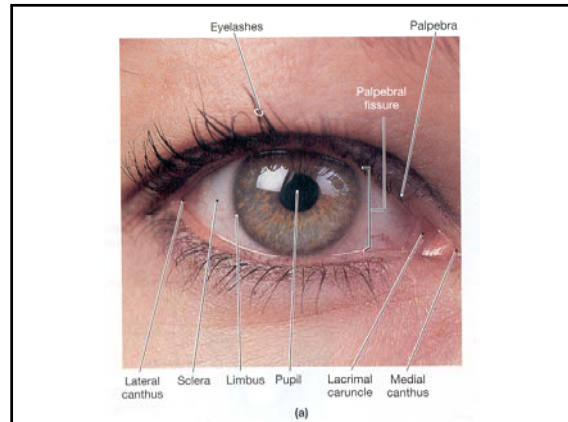 Eyelashes Palpebra
Palpebral
fissure
Lateral Sclera Limbus Pupil Lacrimal Medial
canthus caruncle canthus
(a)